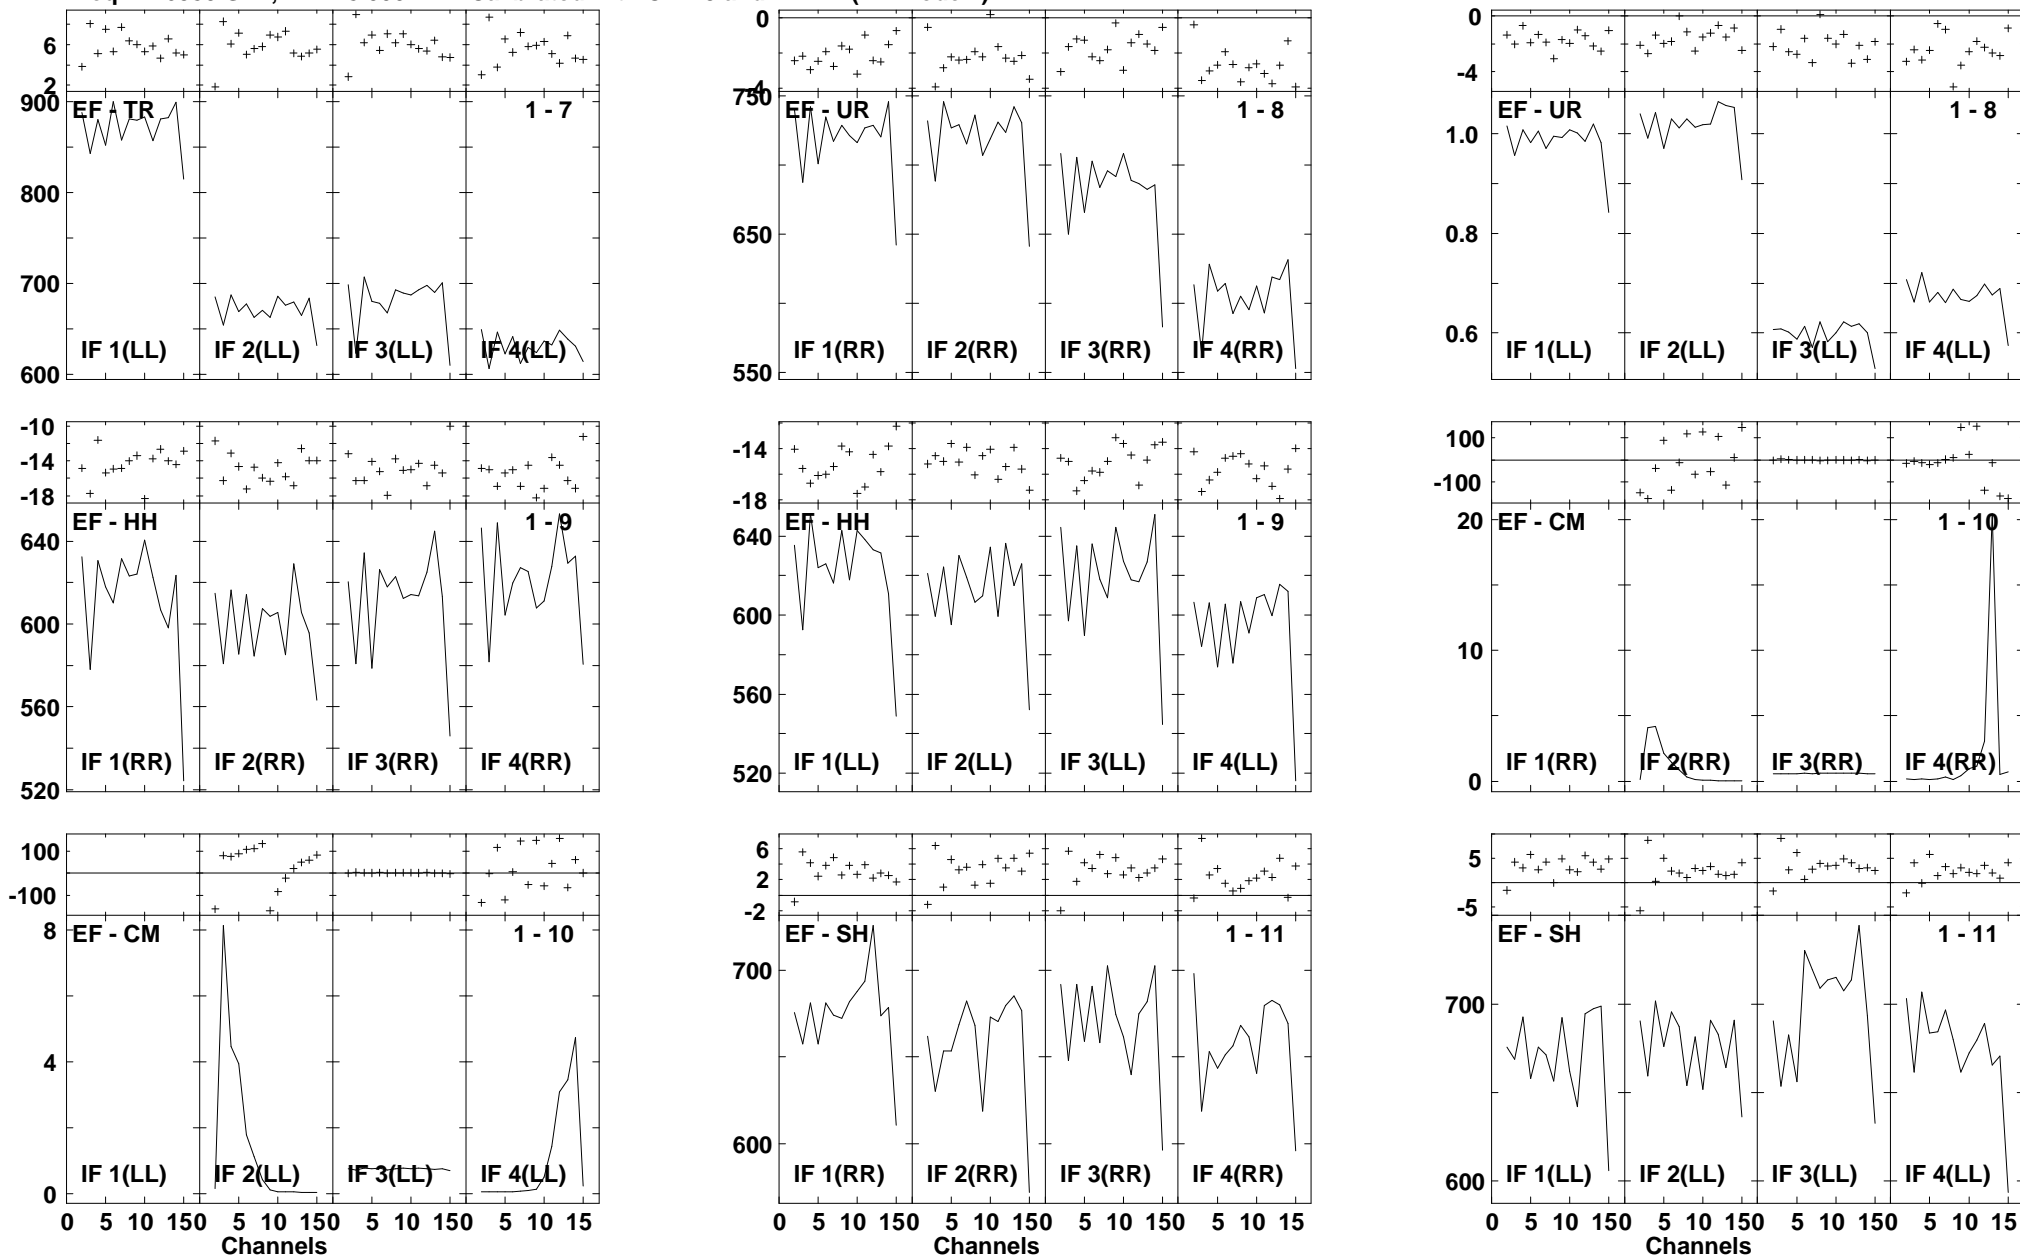 6
2
0
-4
0
-4
900
800
700
600
EF - TR
1 - 7
IF 1(LL) IF 2(LL) IF 3(LL) IF 4(LL)
750
650
550
EF - UR
1 - 8
IF 1(RR) IF 2(RR) IF 3(RR) IF 4(RR)
1.0
0.8
0.6
EF - UR
1 - 8
IF 1(LL) IF 2(LL) IF 3(LL) IF 4(LL)
-10
-14
-18
640
600
560
520
EF - HH
1 - 9
IF 1(RR) IF 2(RR) IF 3(RR) IF 4(RR)
-14
-18
640
600
560
520
EF - HH
1 - 9
IF 1(LL) IF 2(LL) IF 3(LL) IF 4(LL)
100
-100
20
10
0
EF - CM
1 - 10
IF 1(RR) IF 2(RR) IF 3(RR) IF 4(RR)
100
-100
8
4
0
EF - CM
1 - 10
IF 1(LL) IF 2(LL) IF 3(LL) IF 4(LL)
0 5 10 150 5 10 150 5 10 150 5 10 15
Channels
6
2
-2
700
600
EF - SH
1 - 11
IF 1(RR) IF 2(RR) IF 3(RR) IF 4(RR)
0 5 10 150 5 10 150 5 10 150 5 10 15
Channels
5
-5
700
600
EF - SH
1 - 11
IF 1(LL) IF 2(LL) IF 3(LL) IF 4(LL)
0 5 10 150 5 10 150 5 10 150 5 10 15
Channels